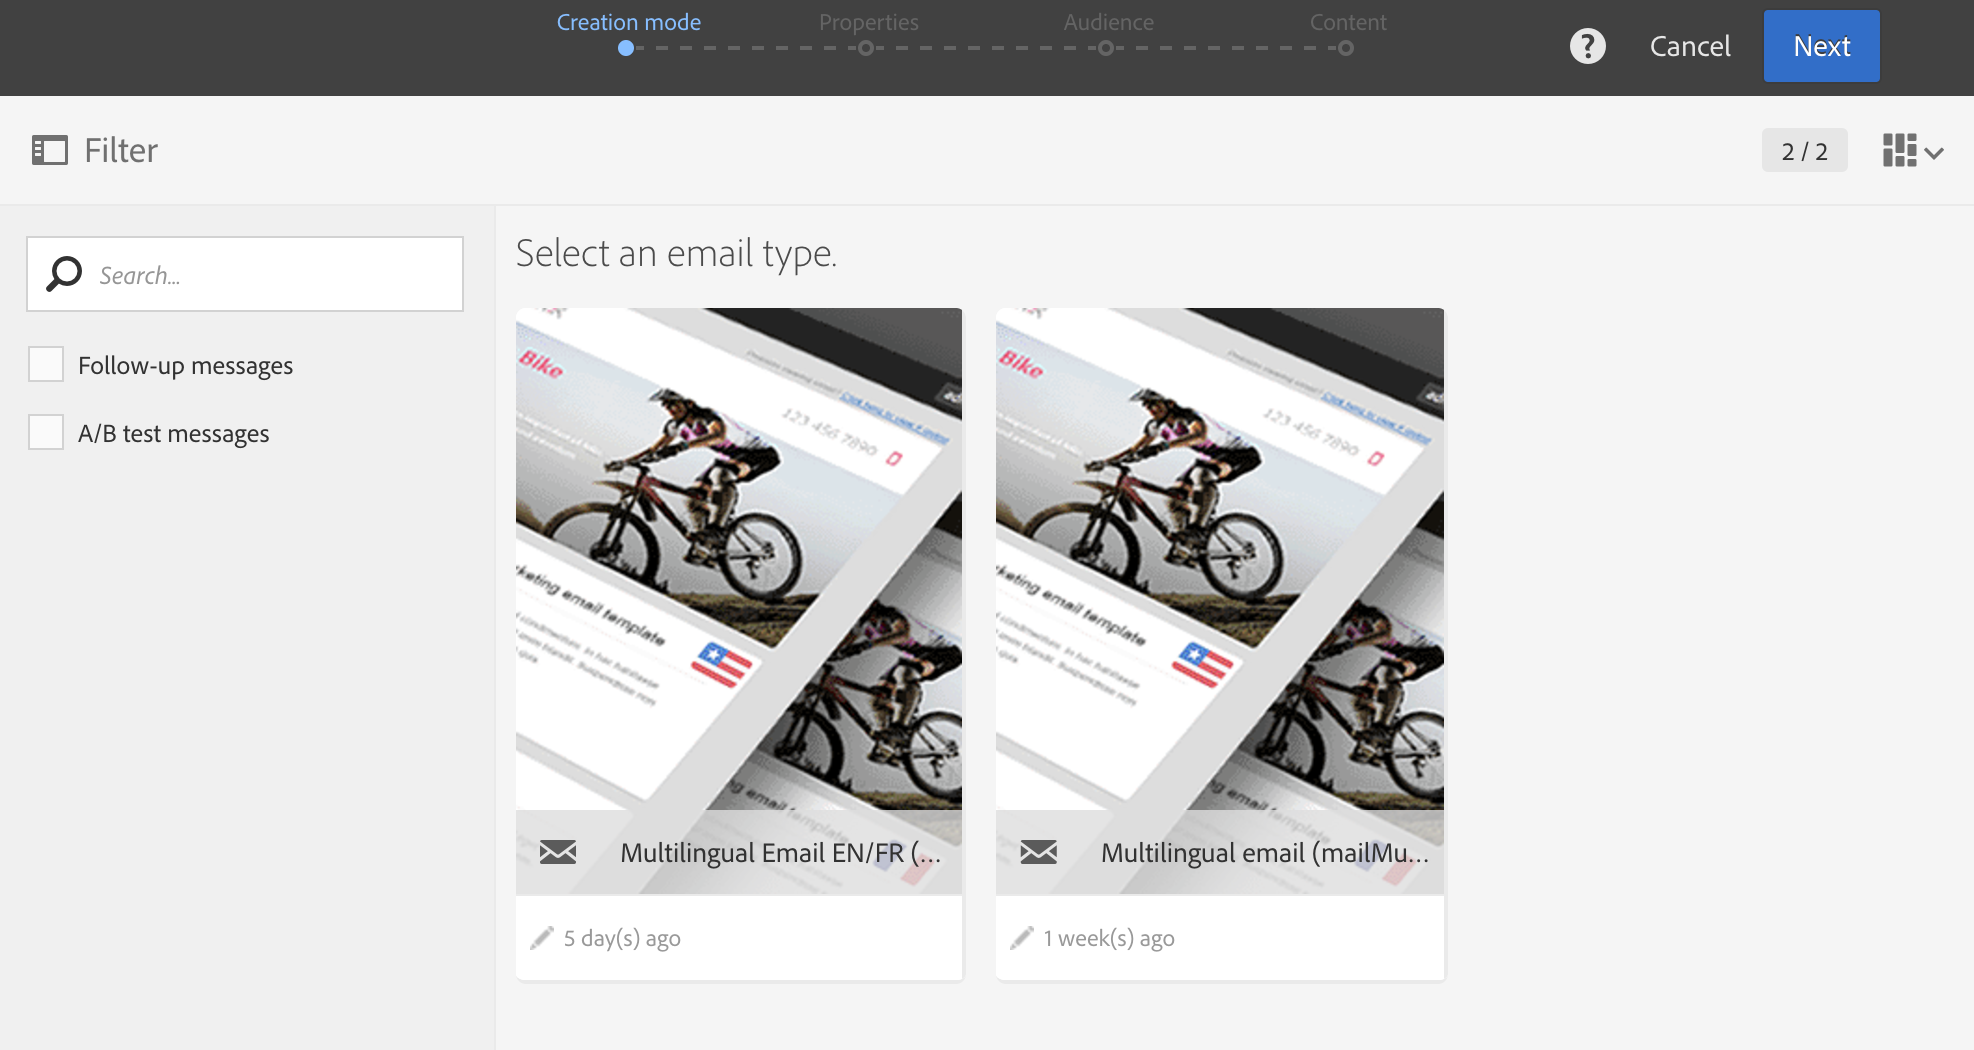 Creation mode
Properties
Audience
Content
?
Cancel
Next
Filter
2 / 2
Search...
Follow-up messages
A/B test messages
Select an email type.
Bike
123 456 7890
keting email template
Multilingual Email EN/FR (...
5 day(s) ago
Bike
123 456 7890
keting email template
Multilingual email (mailMu...
1 week(s) ago